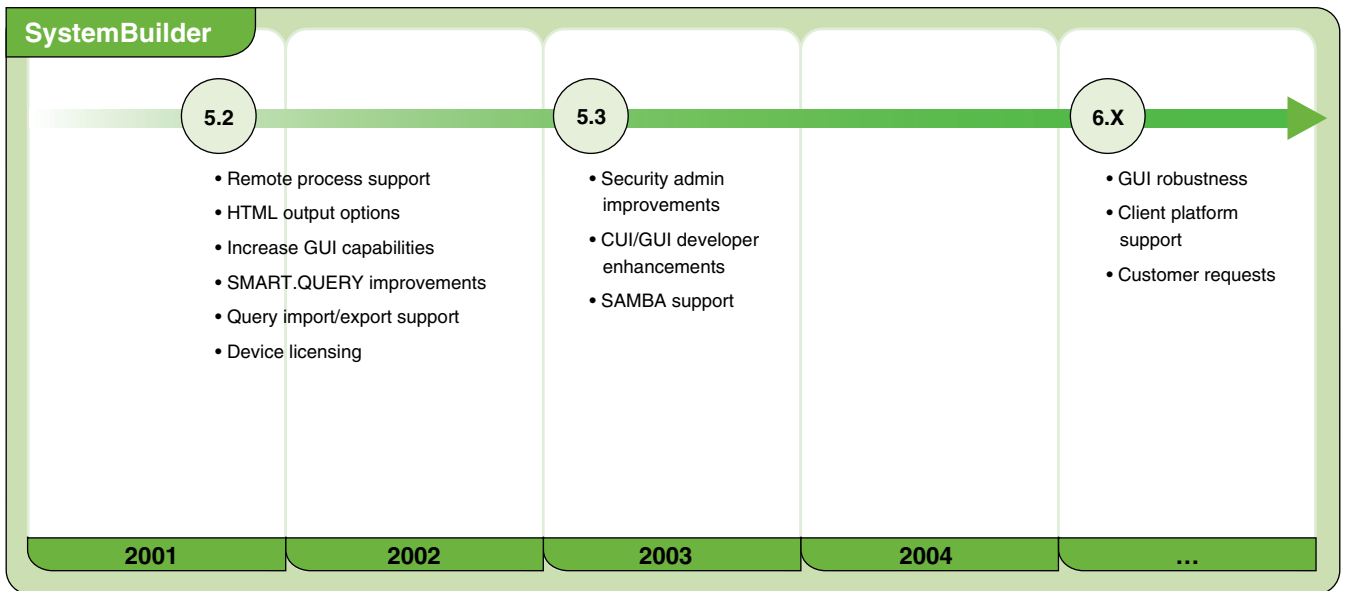 SystemBuilder
5.2
5.3
6.X
• Remote process support
• HTML output options
• Increase GUI capabilities
• SMART.QUERY improvements
• Query import/export support
• Device licensing
• Security admin
improvements
• CUI/GUI developer
enhancements
• SAMBA support
• GUI robustness
• Client platform
support
• Customer requests
2001
2002
2003
2004
…